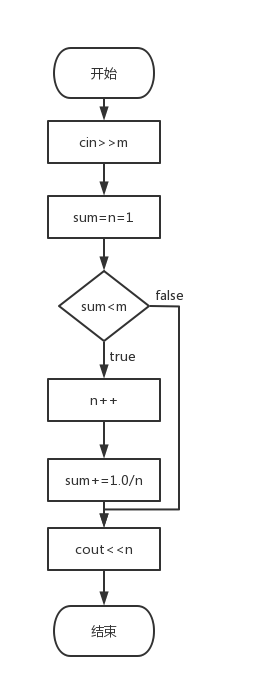 开始
cin>>m
sum=n=1
sum<m
false
true
n++
sum+=1.0/n
cout<<n
结束